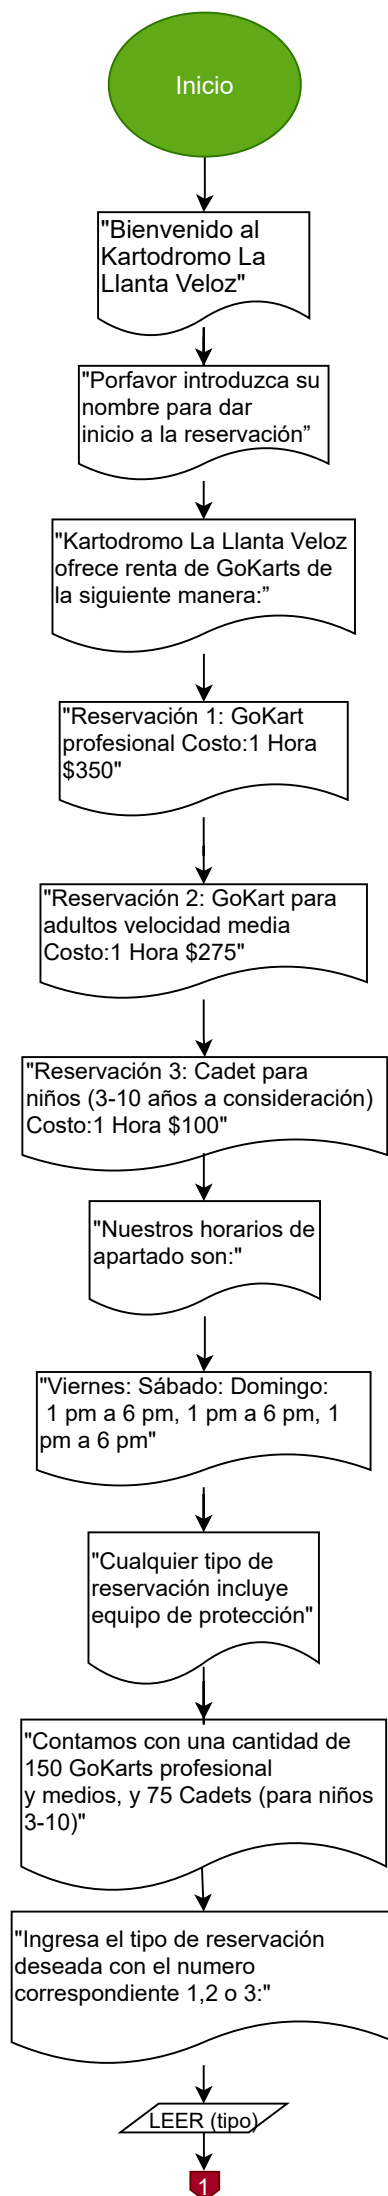 Inicio
"Bienvenido al
Kartodromo La
Llanta Veloz"
"Porfavor introduzca su
nombre para dar
inicio a la reservación”
"Kartodromo La Llanta Veloz
ofrece renta de GoKarts de
la siguiente manera:”
"Reservación 1: GoKart
profesional Costo:1 Hora
$350"
"Reservación 2: GoKart para
adultos velocidad media
Costo:1 Hora $275"
"Reservación 3: Cadet para
niños (3-10 años a consideración)
Costo:1 Hora $100"
"Nuestros horarios de
apartado son:"
"Viernes: Sábado: Domingo:
1 pm a 6 pm, 1 pm a 6 pm, 1
pm a 6 pm"
"Cualquier tipo de
reservación incluye
equipo de protección"
"Contamos con una cantidad de
150 GoKarts profesional
y medios, y 75 Cadets (para niños
3-10)"
"Ingresa el tipo de reservación
deseada con el numero
correspondiente 1,2 o 3:"
LEER (tipo)
1